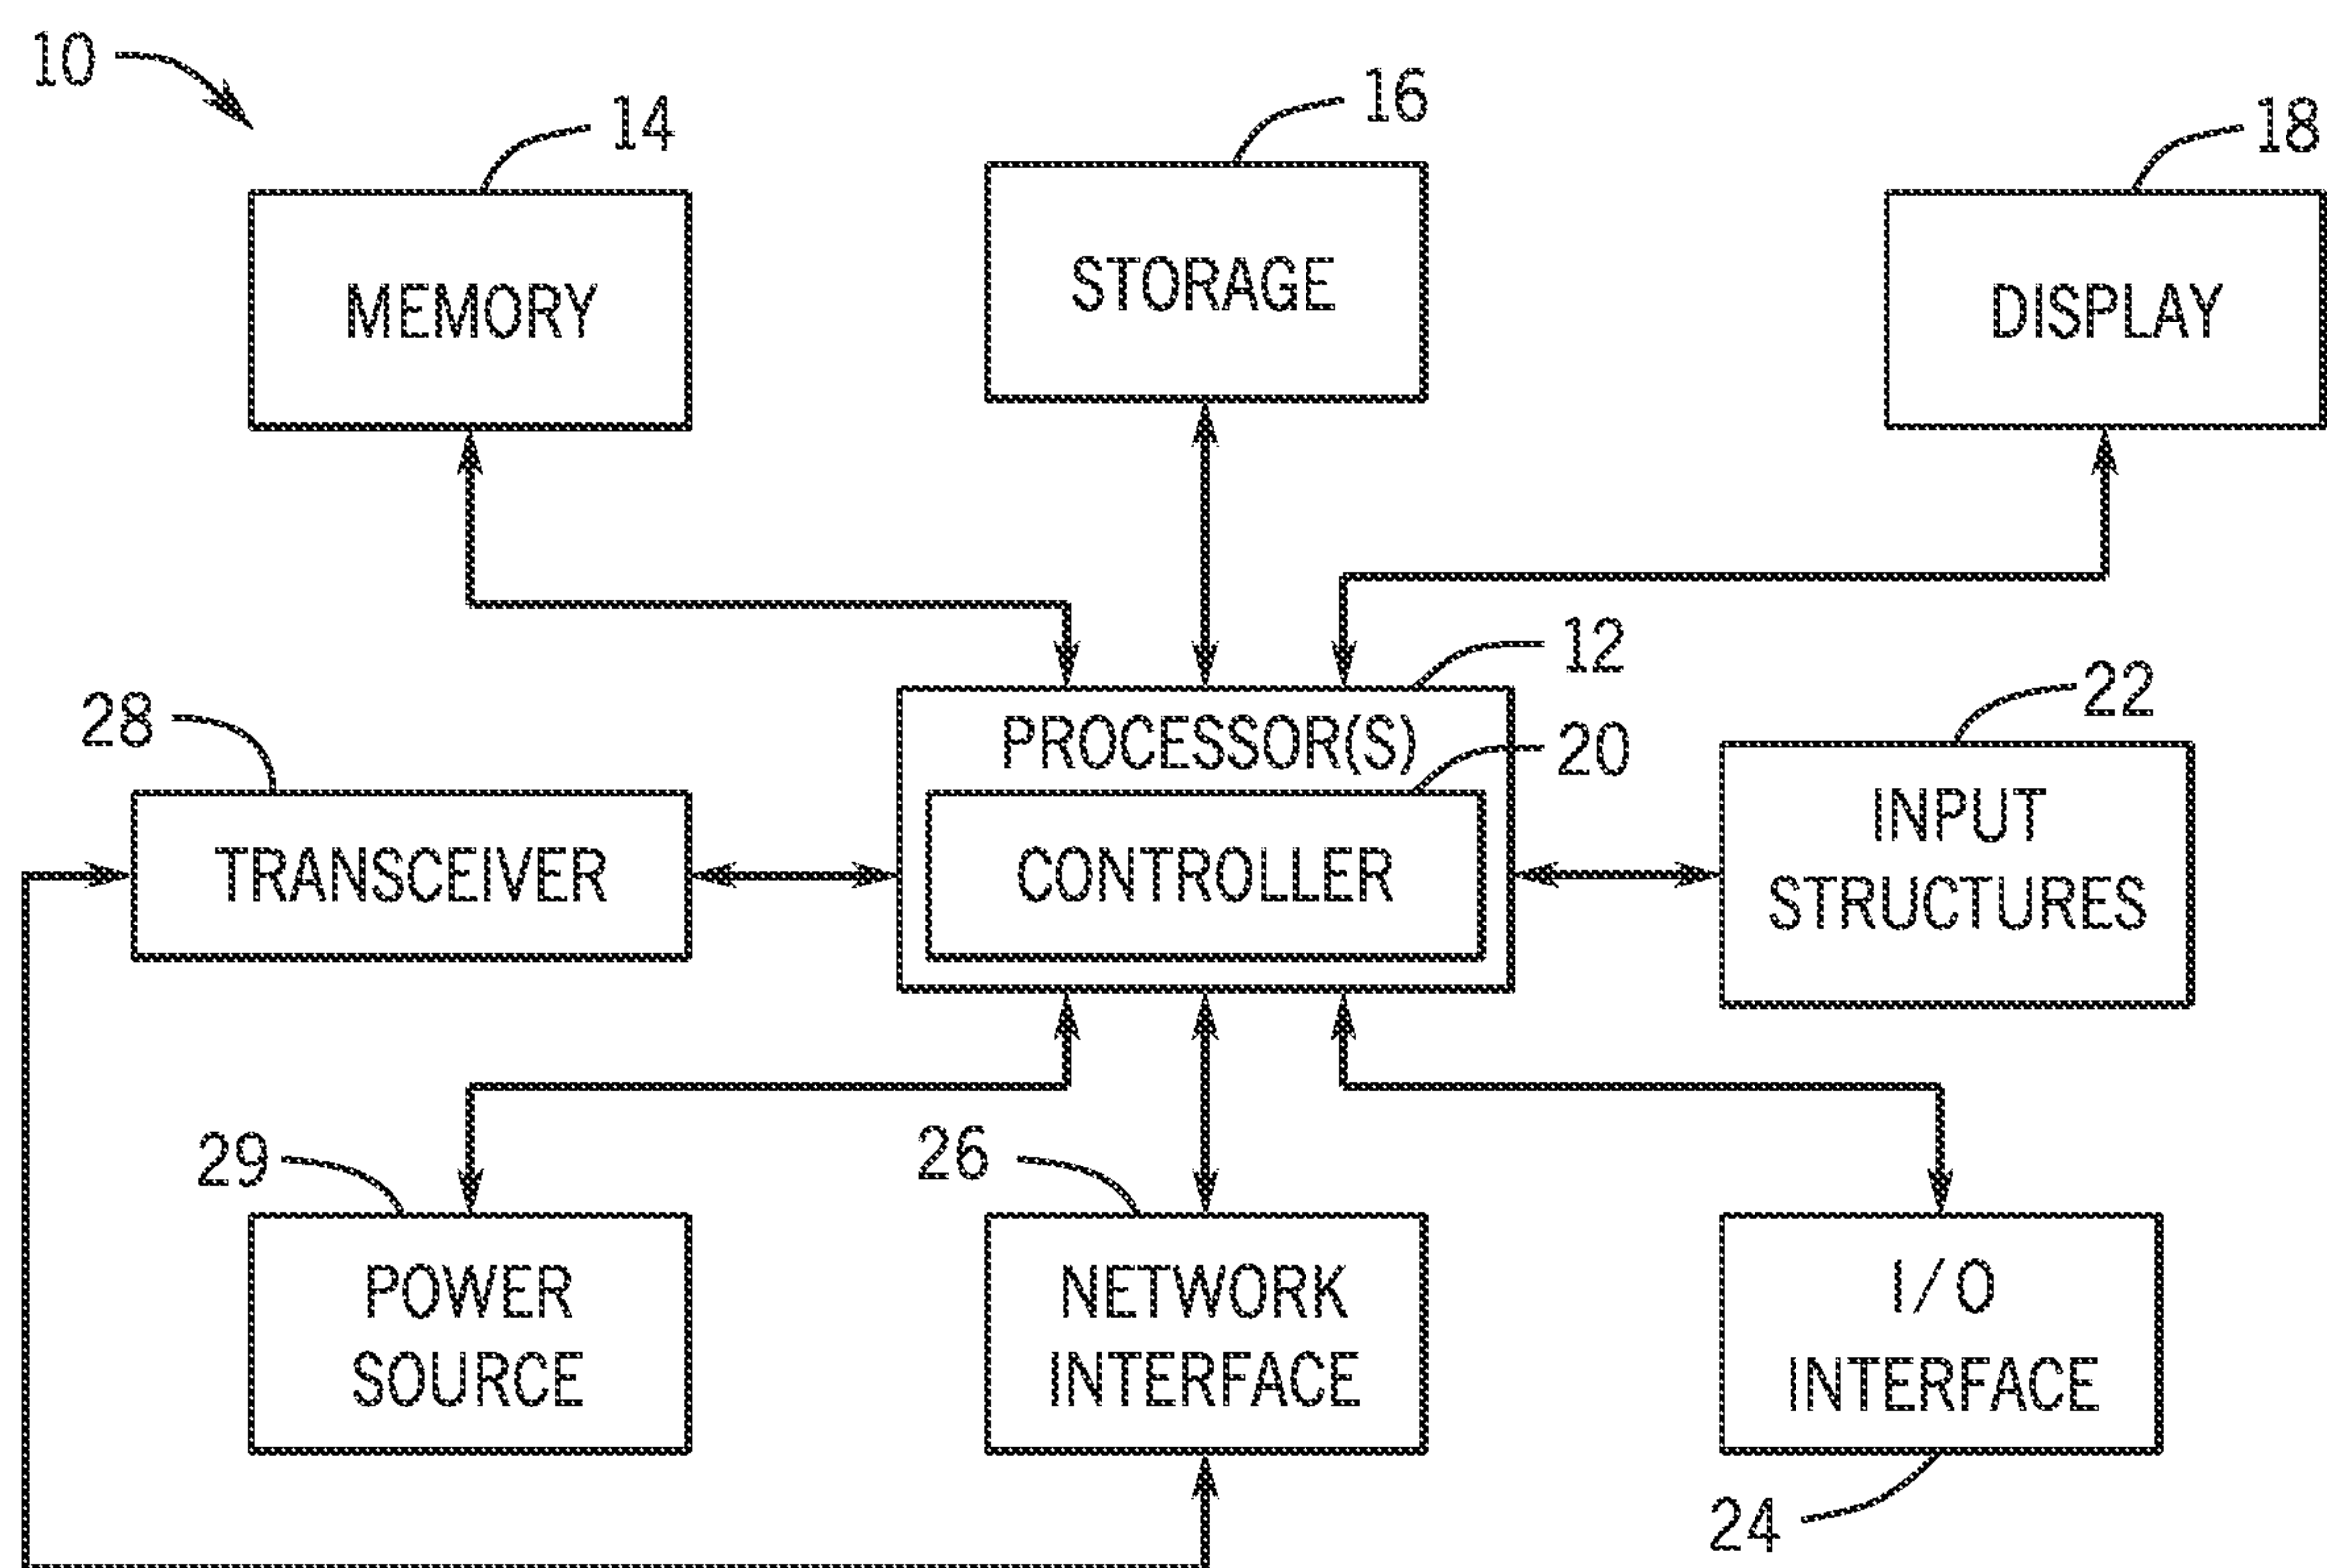 10
14
16
18
MEMORY
STORAGE
DISPLAY
12
28
PROCESSOR(S)
20
22
TRANSCEIVER
CONTROLLER
INPUT
STRUCTURES
29
26
POWER
SOURCE
NETWORK
INTERFACE
I/O
INTERFACE
24